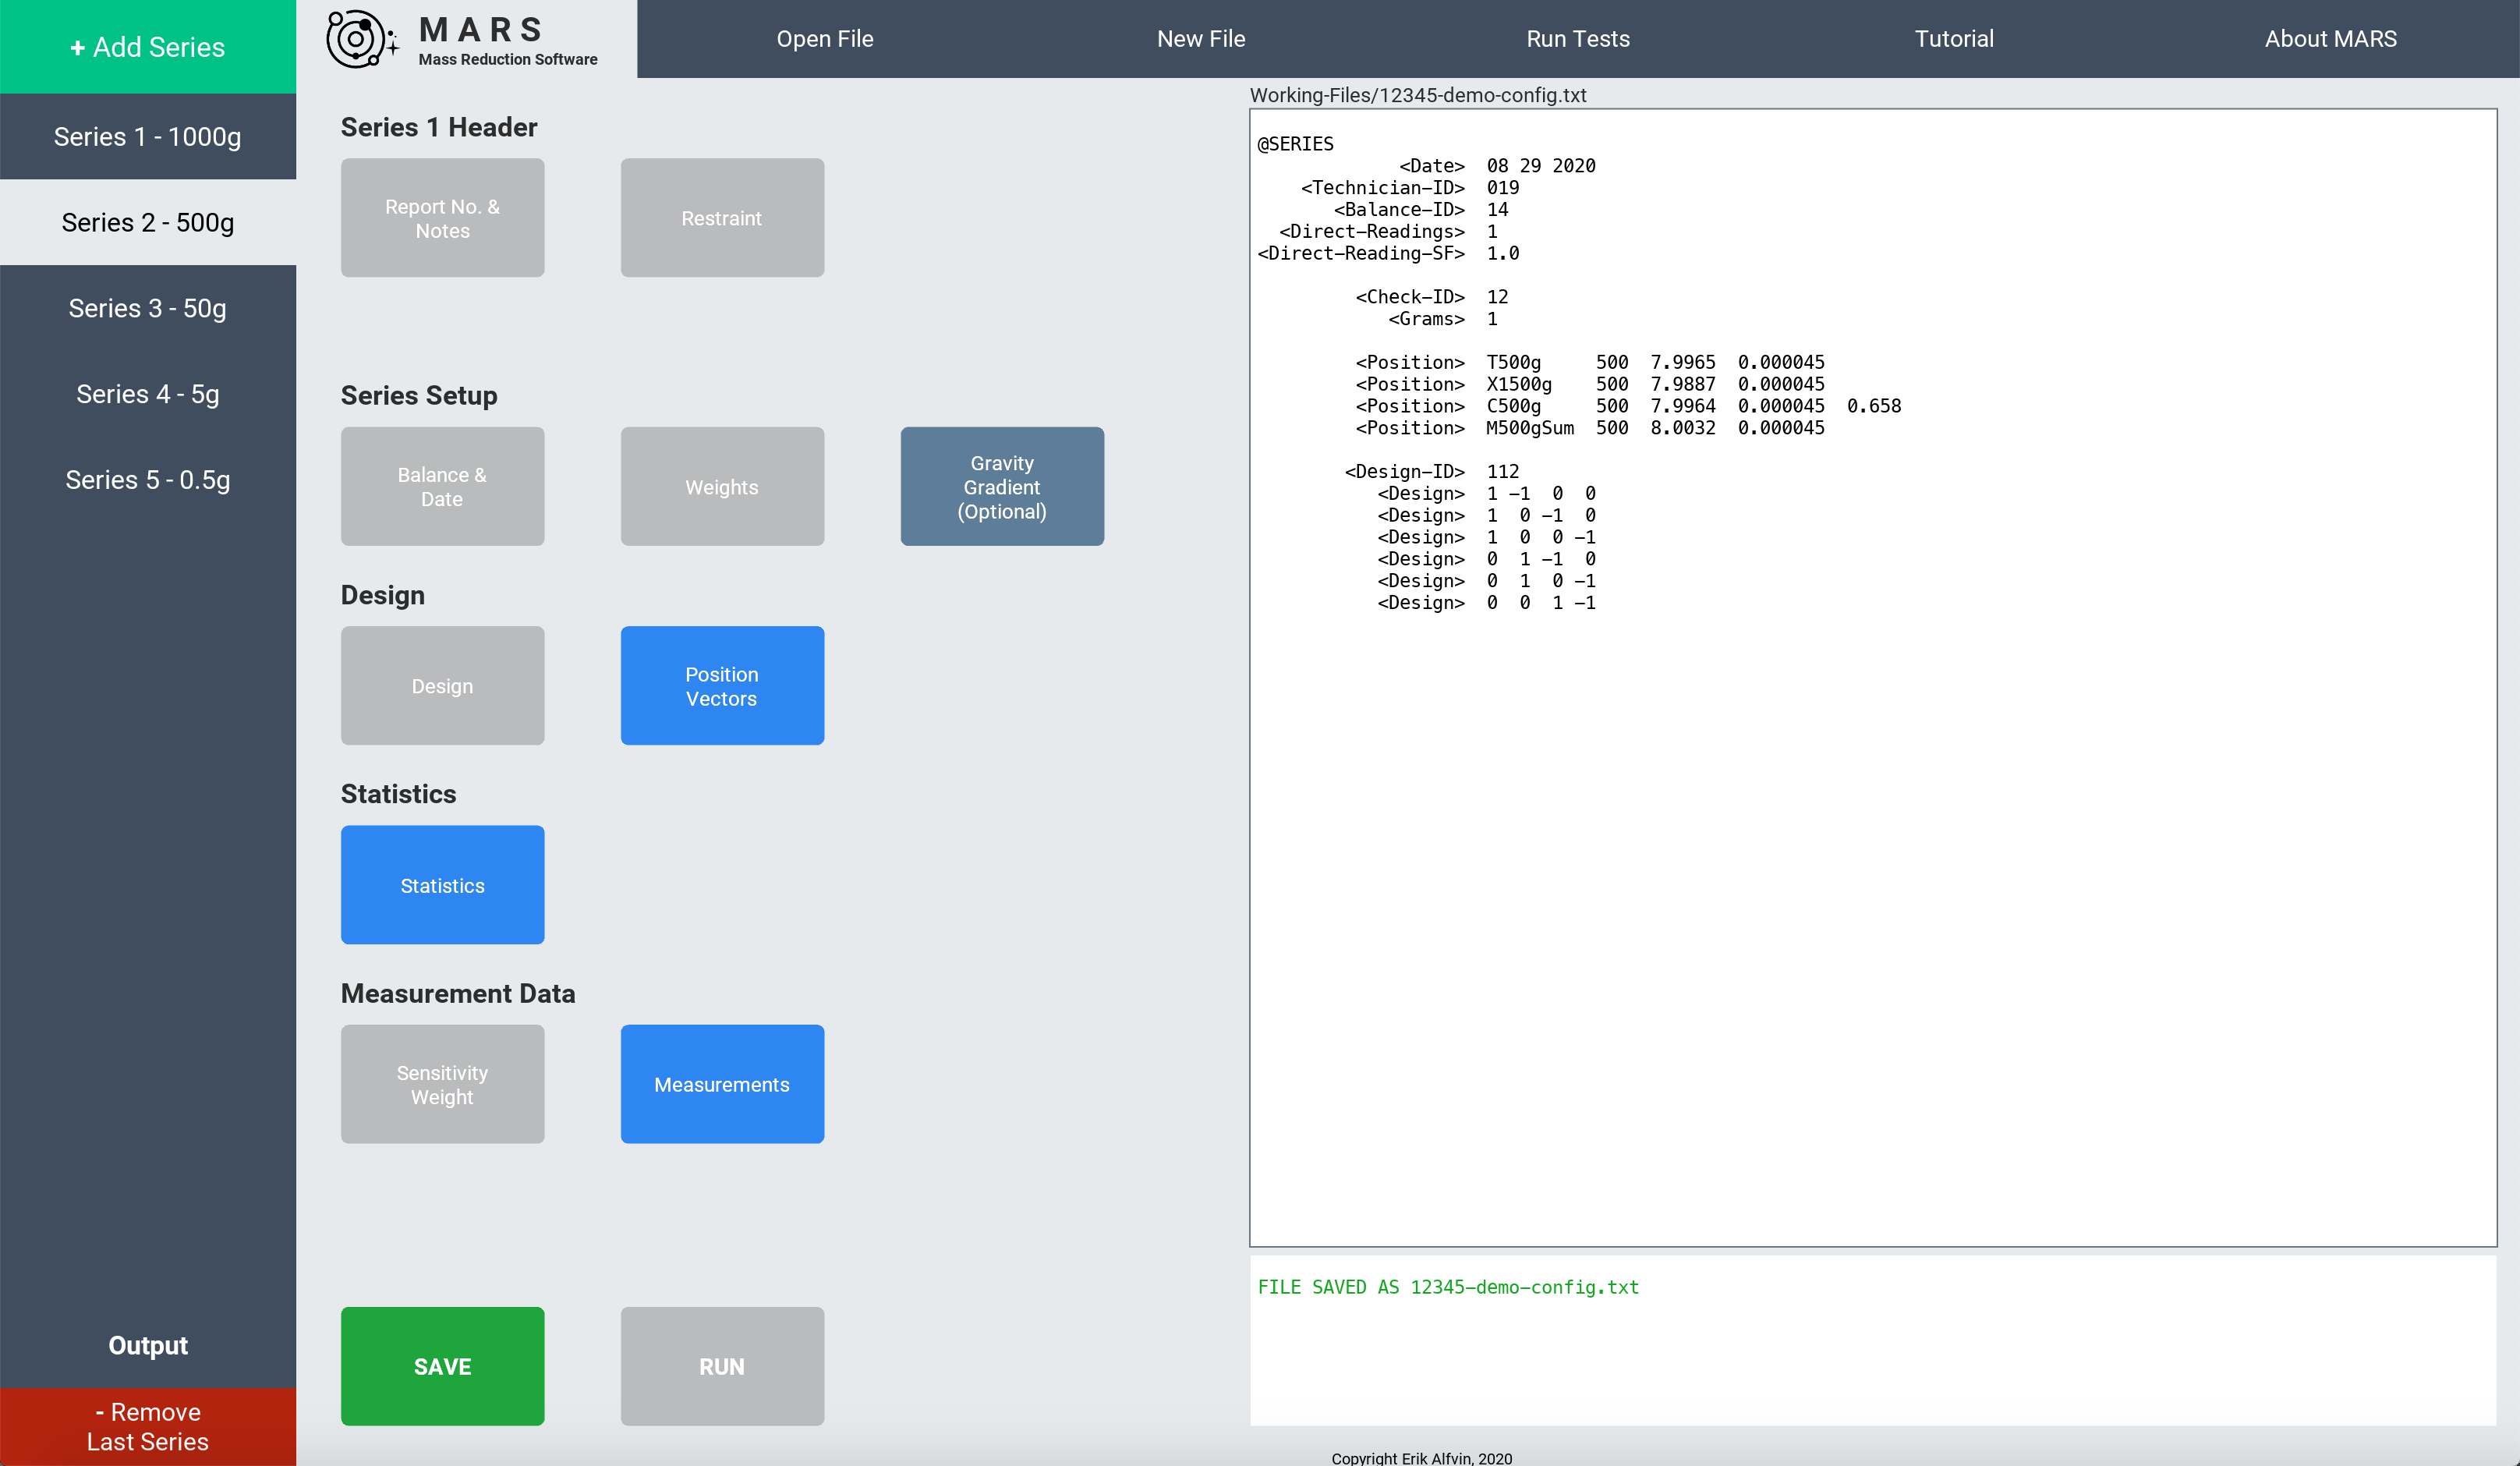 + Add Series
Series 1 - 1000g
Series 2 - 500g
Series 3 - 50g
Series 4 - 5g
Series 5 - 0.5g
Output
- Remove
Last Series
MARS
Mass Reduction Software
Open File
New File
Run Tests
Tutorial
About MARS
Series 1 Header
Report No. &
Notes
Restraint
Series Setup
Balance &
Date
Weights
Gravity
Gradient
(Optional)
Design
Design
Position
Vectors
Statistics
Statistics
Measurement Data
Sensitivity
Weight
Measurements
SAVE
RUN
Working-Files/12345-demo-config.txt
@SERIES
<Date> 08 29 2020
<Technician-ID> 019
<Balance-ID> 14
<Direct-Readings> 1
<Direct-Reading-SF> 1.0
<Check-ID> 12
<Grams> 1
<Position> T500g 500 7.9965 0.000045
<Position> X1500g 500 7.9887 0.000045
<Position> C500g 500 7.9964 0.000045 0.658
<Position> M500gSum 500 8.0032 0.000045
<Design-ID> 112
<Design> 1 -1 0 0
<Design> 1 0 -1 0
<Design> 1 0 0 -1
<Design> 0 1 -1 0
<Design> 0 1 0 -1
<Design> 0 0 1 -1
FILE SAVED AS 12345-demo-config.txt
Copyright Erik Alfvin, 2020